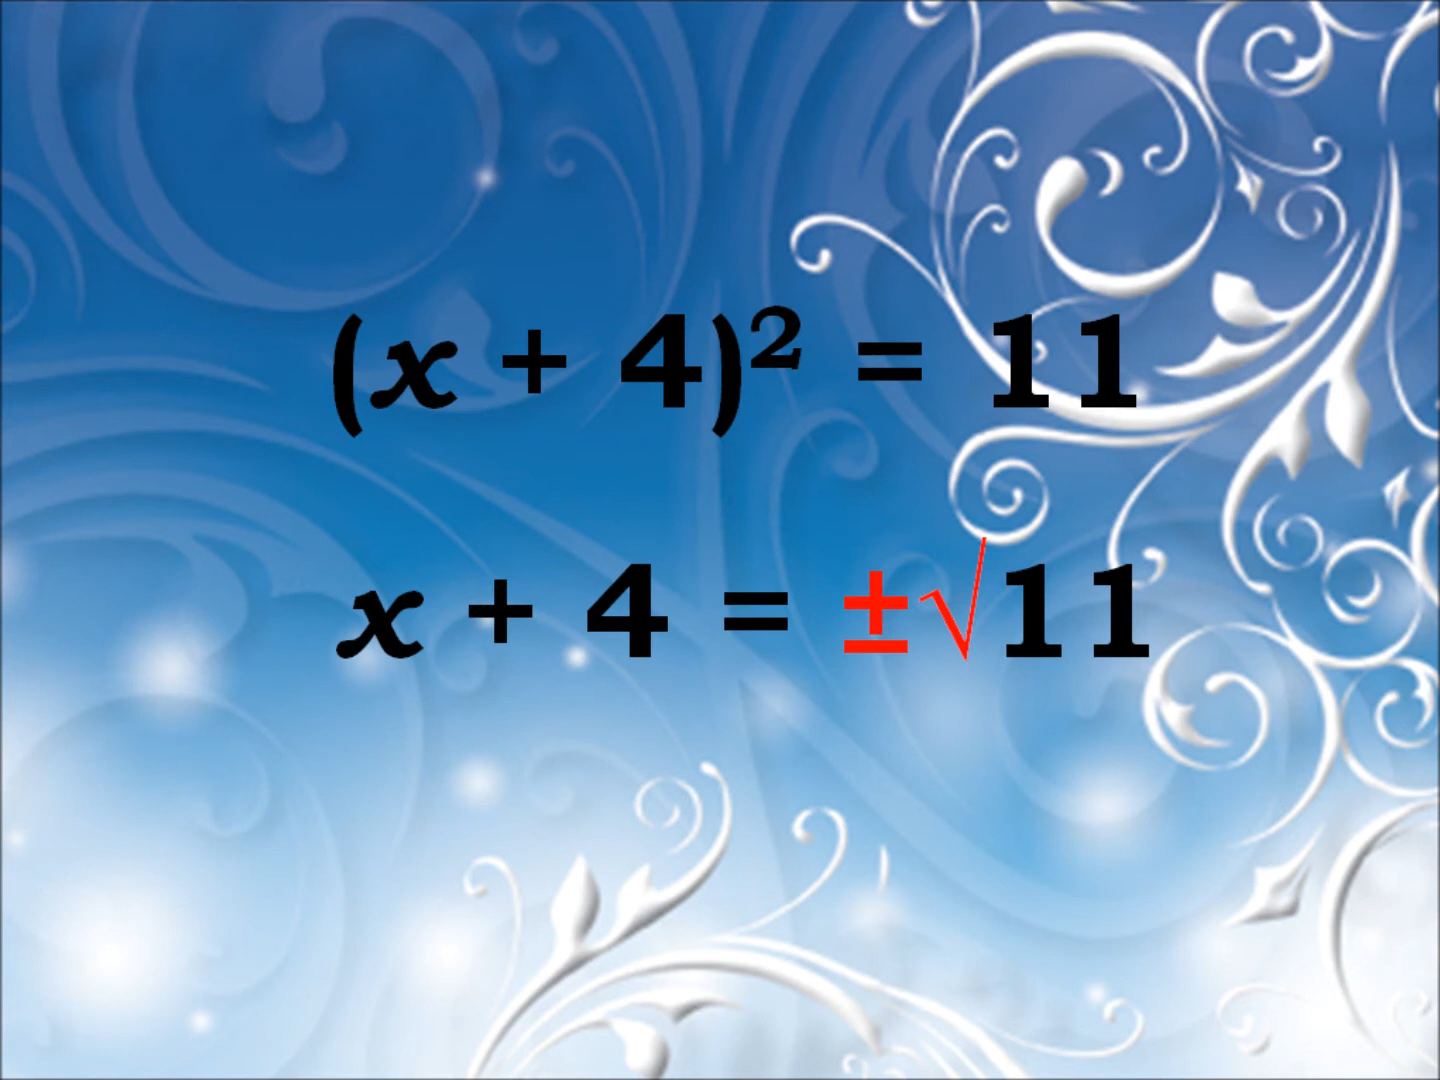 (x + 4)² = 11
x + 4 = ±√11